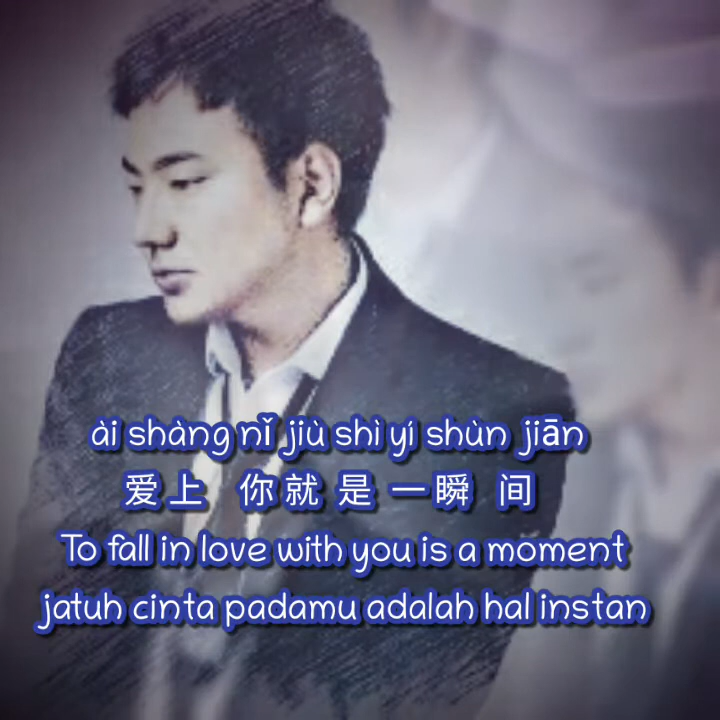 ài shàng nǐ jiù shì yí shùn jiān
爱上 你就是一瞬 间
To fall in love with you is a moment
jatuh cinta padamu adalah hal instan